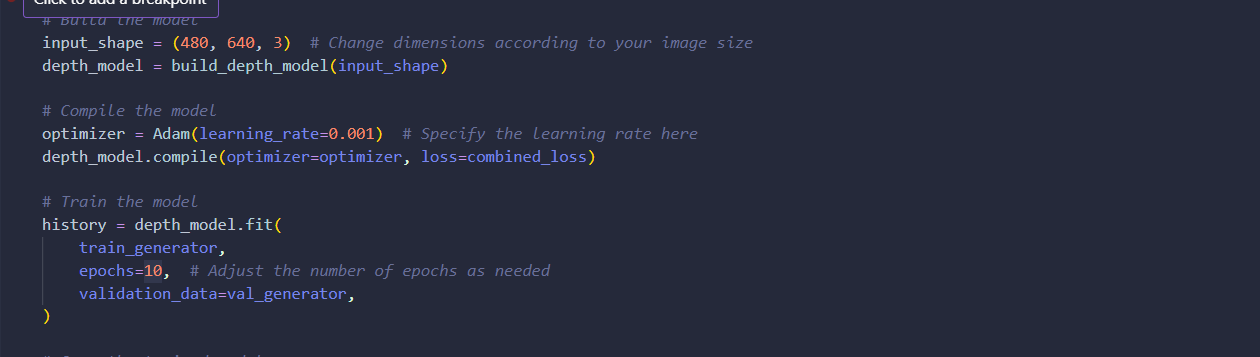 Click to add a breakpoint
# Build the model
input_shape = (480, 640, 3)  # Change dimensions according to your image size
depth_model = build_depth_model(input_shape)
# Compile the model
optimizer = Adam(learning_rate=0.001)  # Specify the learning rate here
depth_model.compile(optimizer=optimizer, loss=combined_loss)
# Train the model
history = depth_model.fit(
    train_generator,
    epochs=10,  # Adjust the number of epochs as needed
    validation_data=val_generator,
)